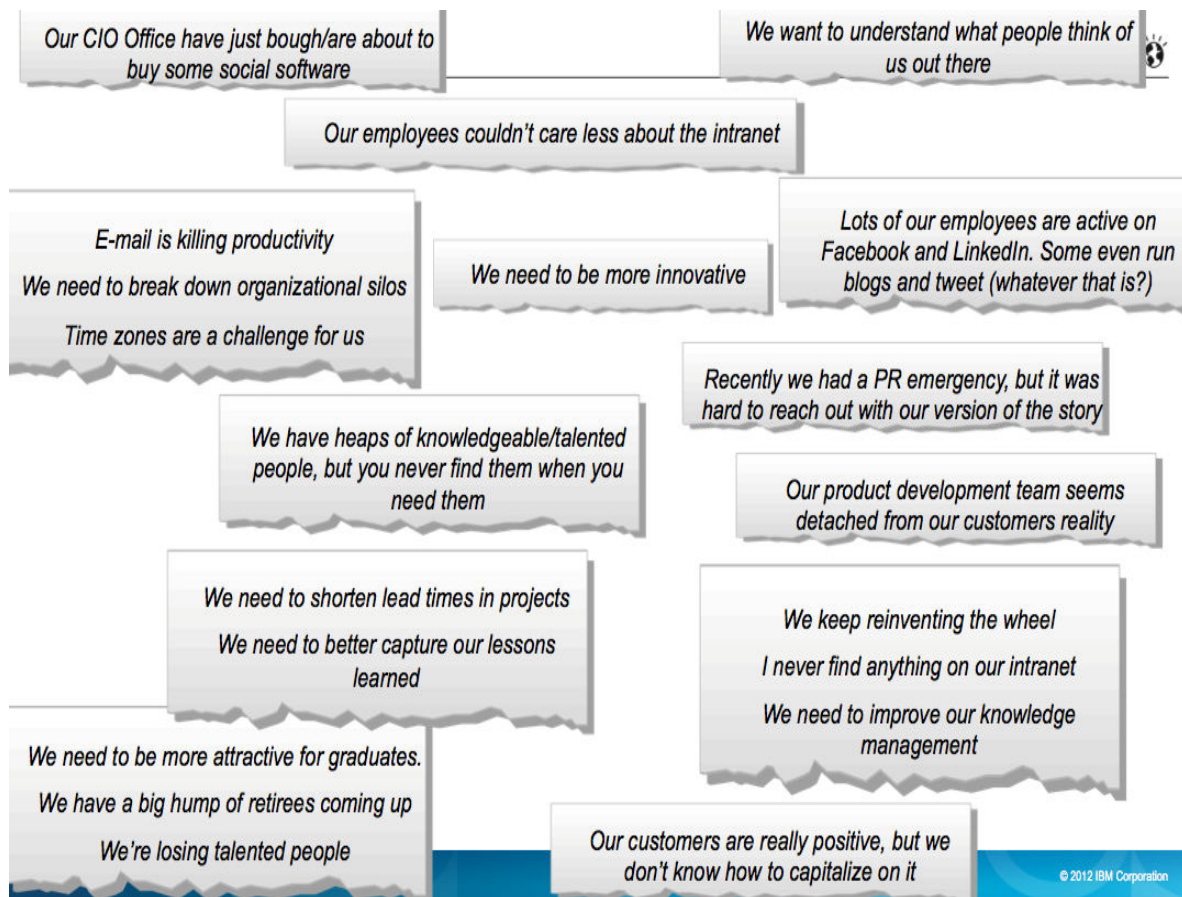 Our CIO Office have just bough/are about to
buy some social software
We want to understand what people think of
us out there
Our employees couldn't care less about the intranet
E-mail is killing productivity
We need to break down organizational silos
Time zones are a challenge for us
We need to be more innovative
Lots of our employees are active on
Facebook and LinkedIn. Some even run
blogs and tweet (whatever that is?)
Recently we had a PR emergency, but it was
hard to reach out with our version of the story
We have heaps of knowledgeable/talented
people, but you never find them when you
need them
Our product development team seems
detached from our customers reality
We need to shorten lead times in projects
We need to better capture our lessons
learned
We keep reinventing the wheel
I never find anything on our intranet
We need to improve our knowledge
management
We need to be more attractive for graduates.
We have a big hump of retirees coming up
We're losing talented people
Our customers are really positive, but we
don't know how to capitalize on it
© 2012 IBM Corporation